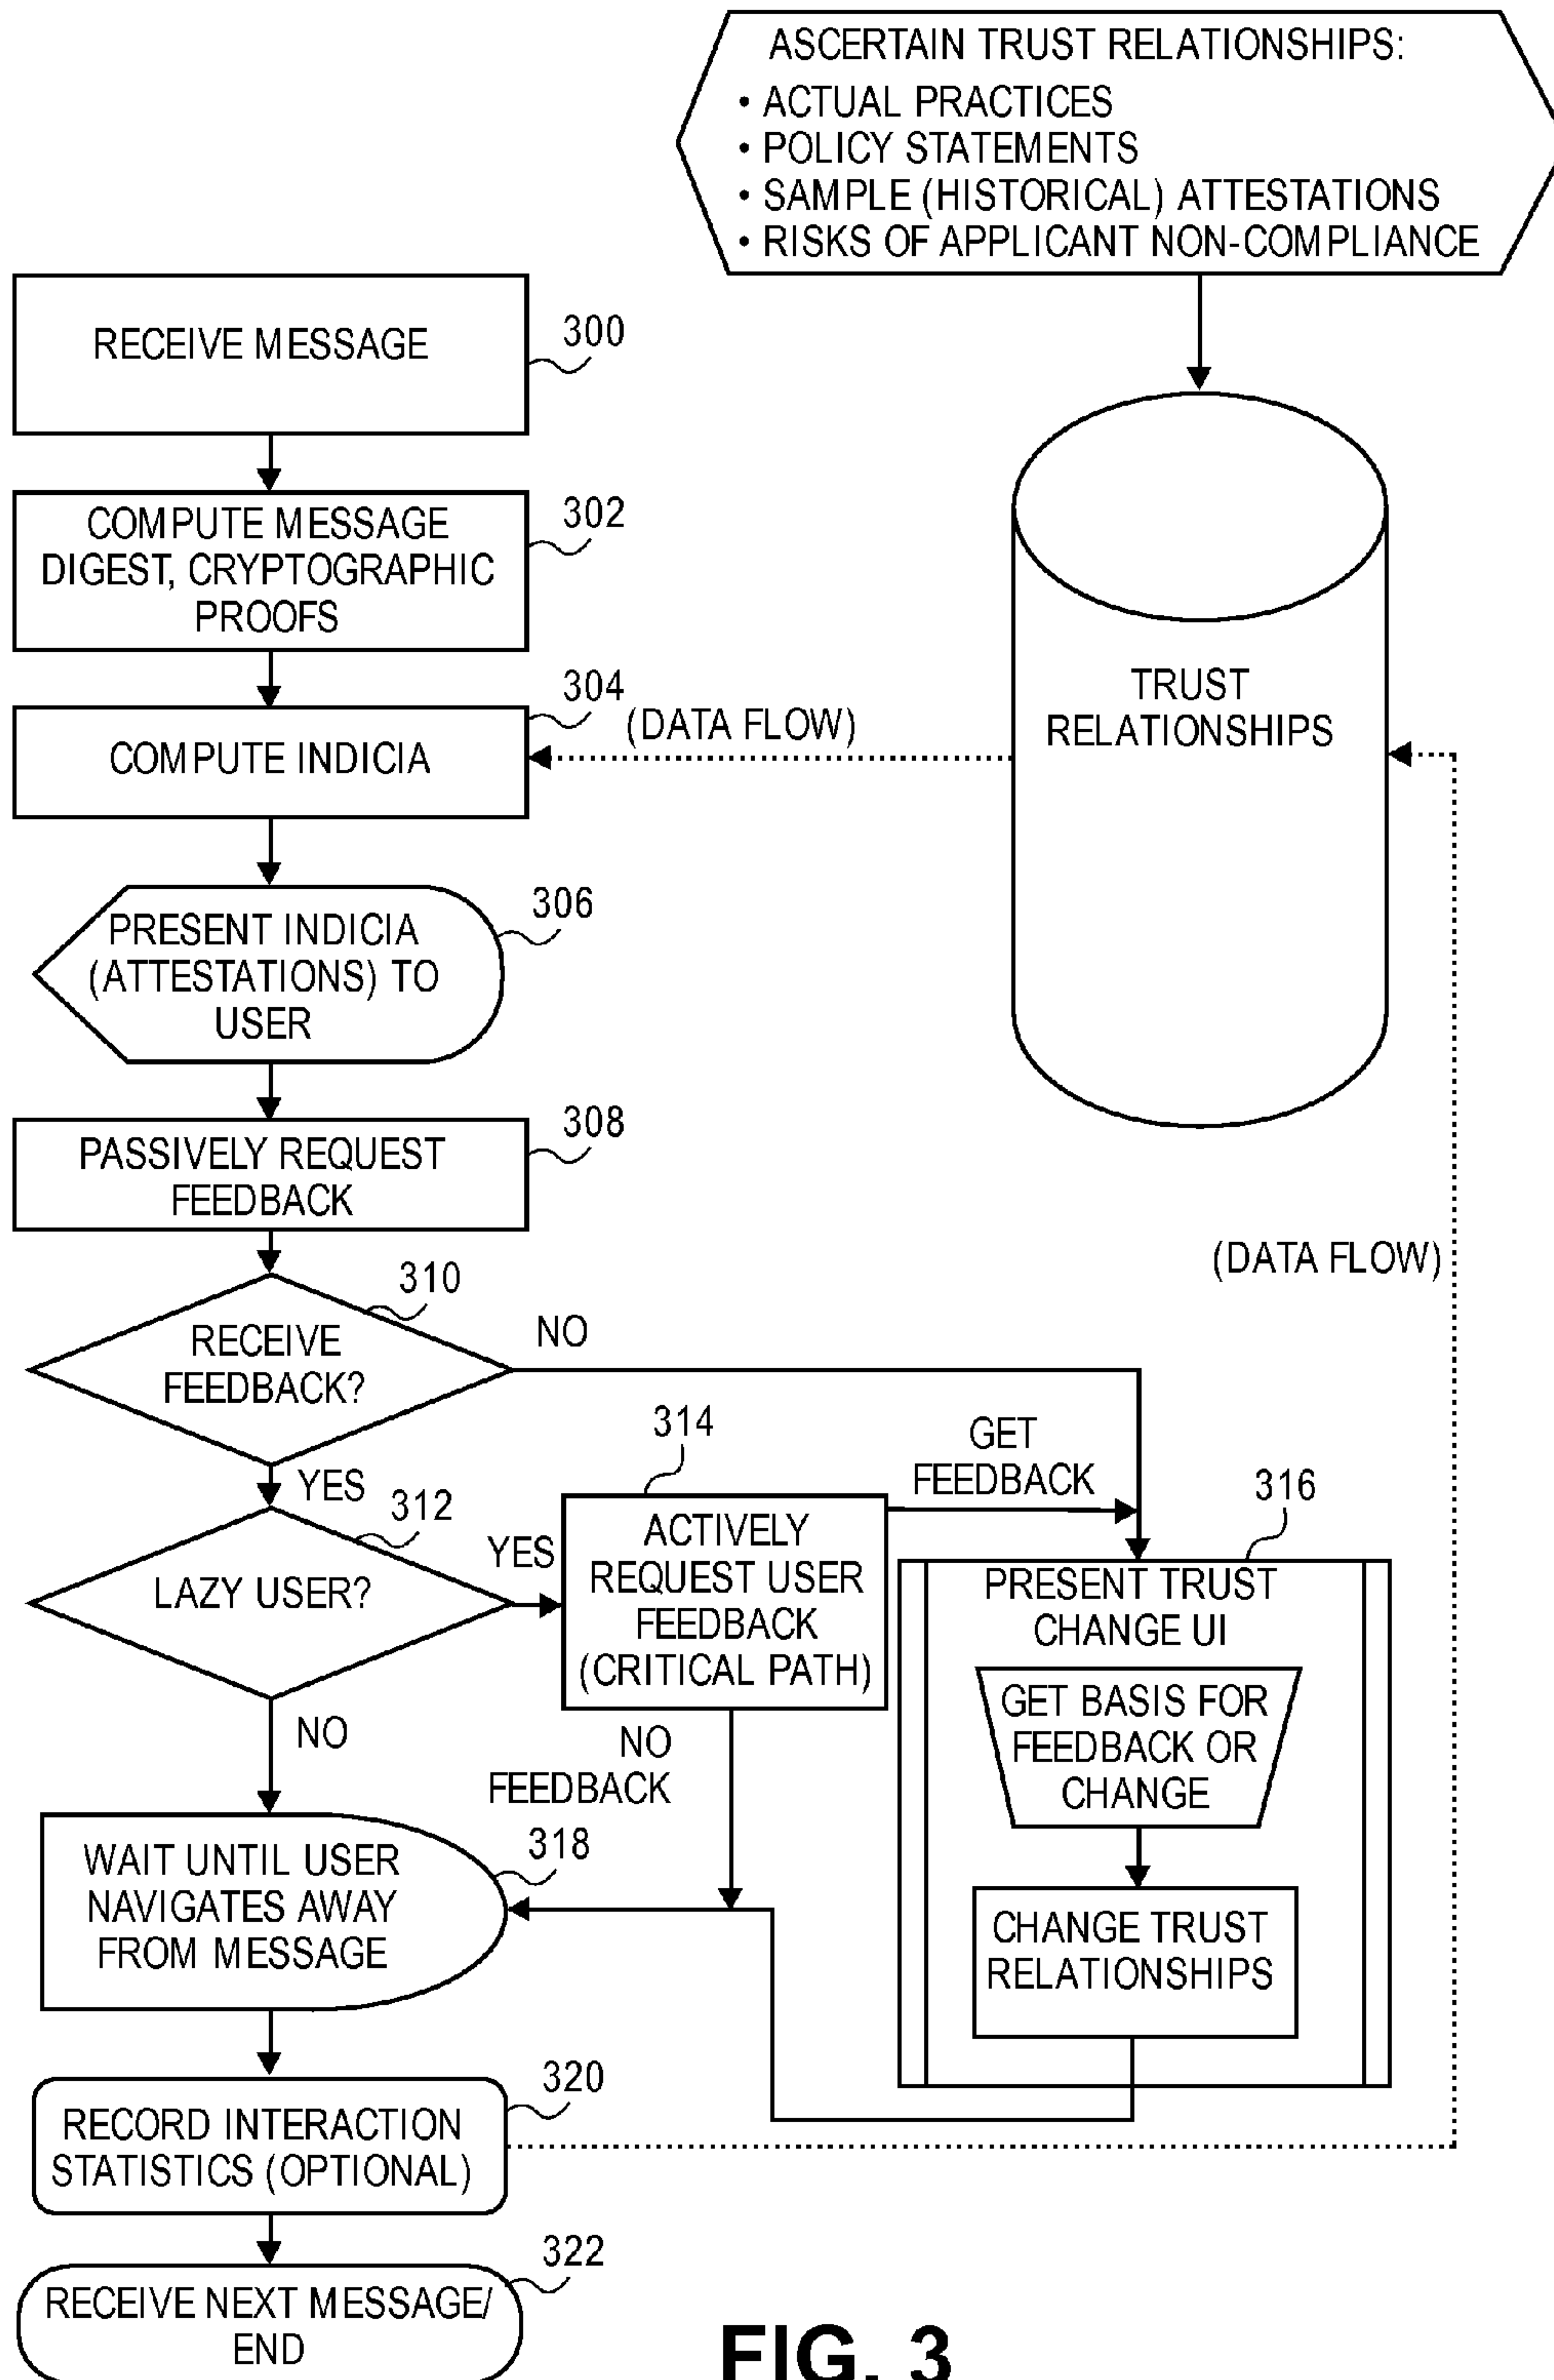 ASCERTAIN TRUST RELATIONSHIPS:
• ACTUAL PRACTICES
• POLICY STATEMENTS
• SAMPLE (HISTORICAL) ATTESTATIONS
• RISKS OF APPLICANT NON-COMPLIANCE
RECEIVE MESSAGE
300
COMPUTE MESSAGE
DIGEST, CRYPTOGRAPHIC
PROOFS
302
COMPUTE INDICIA
304
(DATA FLOW)
TRUST
RELATIONSHIPS
PRESENT INDICIA
(ATTESTATIONS) TO
USER
306
PASSIVELY REQUEST
FEEDBACK
308
(DATA FLOW)
RECEIVE
FEEDBACK?
310
NO
YES
LAZY USER?
312
YES
NO
314
ACTIVELY
REQUEST USER
FEEDBACK
(CRITICAL PATH)
GET
FEEDBACK
NO
FEEDBACK
316
PRESENT TRUST
CHANGE UI
GET BASIS FOR
FEEDBACK OR
CHANGE
CHANGE TRUST
RELATIONSHIPS
WAIT UNTIL USER
NAVIGATES AWAY
FROM MESSAGE
318
RECORD INTERACTION
STATISTICS (OPTIONAL)
320
RECEIVE NEXT MESSAGE/
END
322
FIG. 3